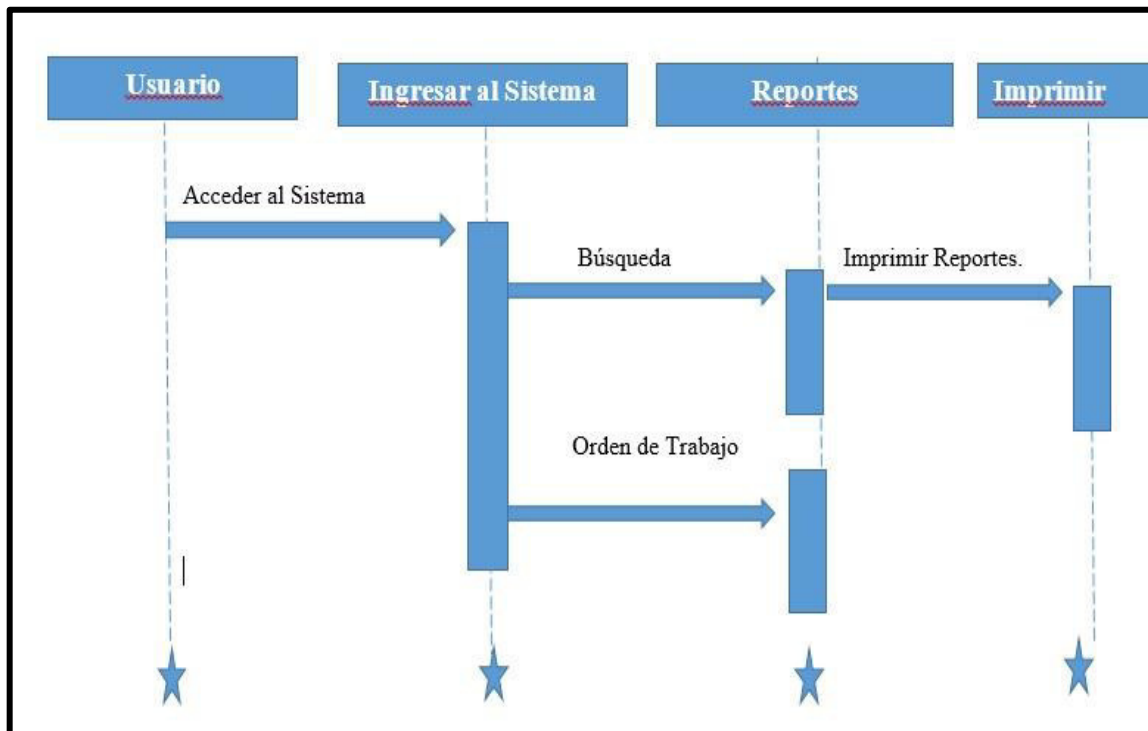 Usuario
Ingresar al Sistema
Reportes
Imprimir
Acceder al Sistema
Búsqueda
Imprimir Reportes.
Orden de Trabajo